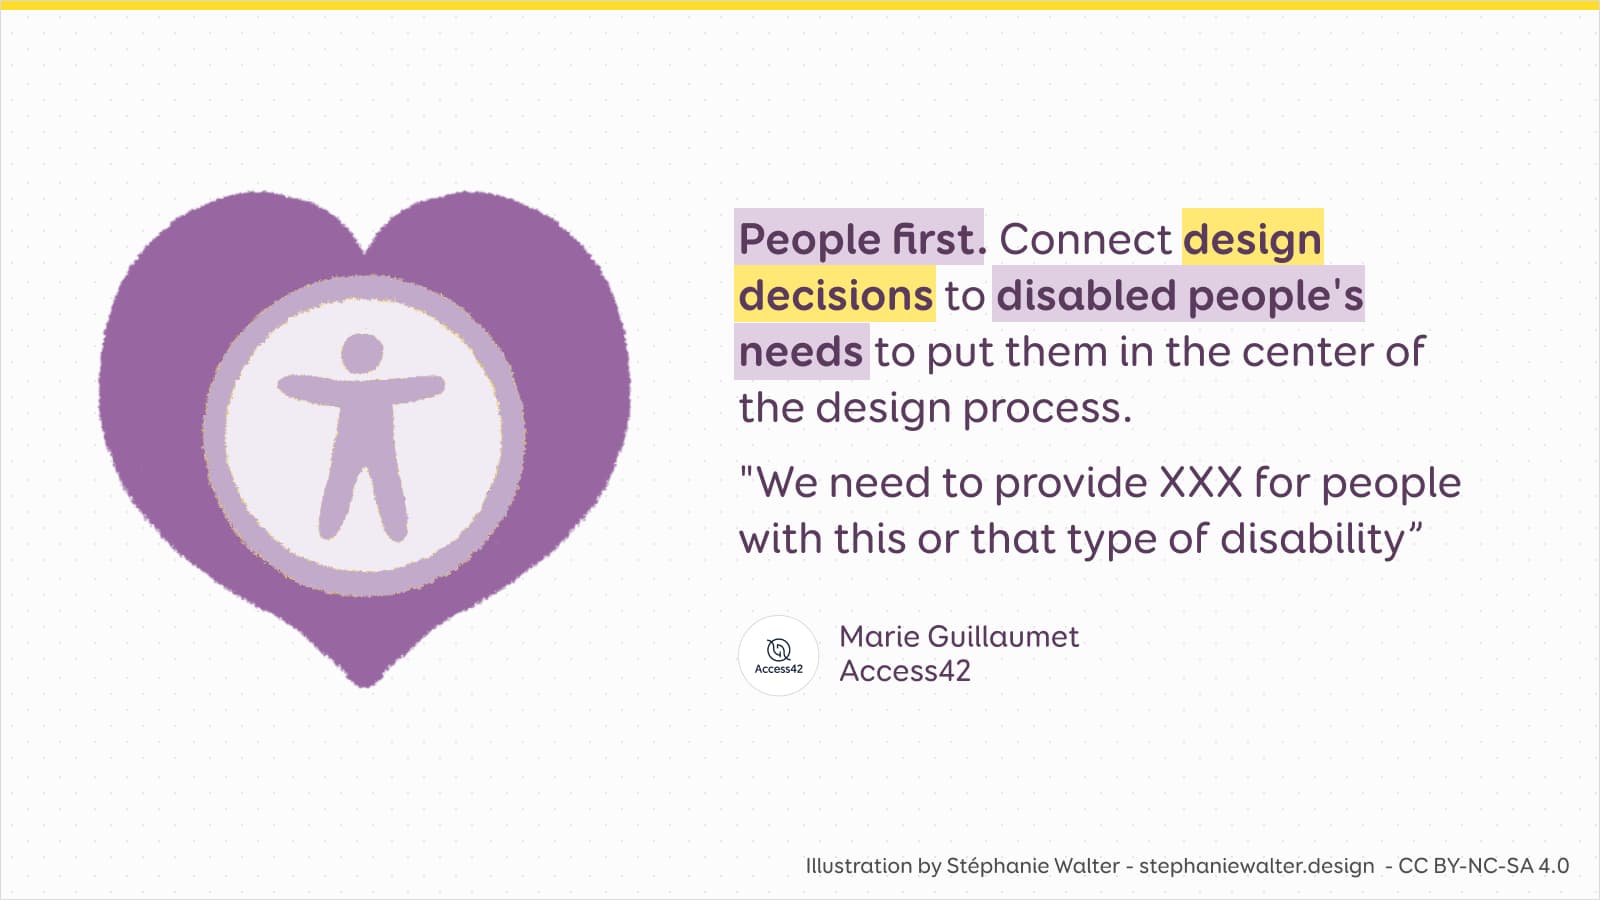 People first. Connect design
decisions to disabled people's
needs to put them in the center of
the design process.
"We need to provide XXX for people
with this or that type of disability”
Access42
Marie Guillaumet
Access42
Illustration by Stéphanie Walter - stephaniewalter.design - CC BY-NC-SA 4.0